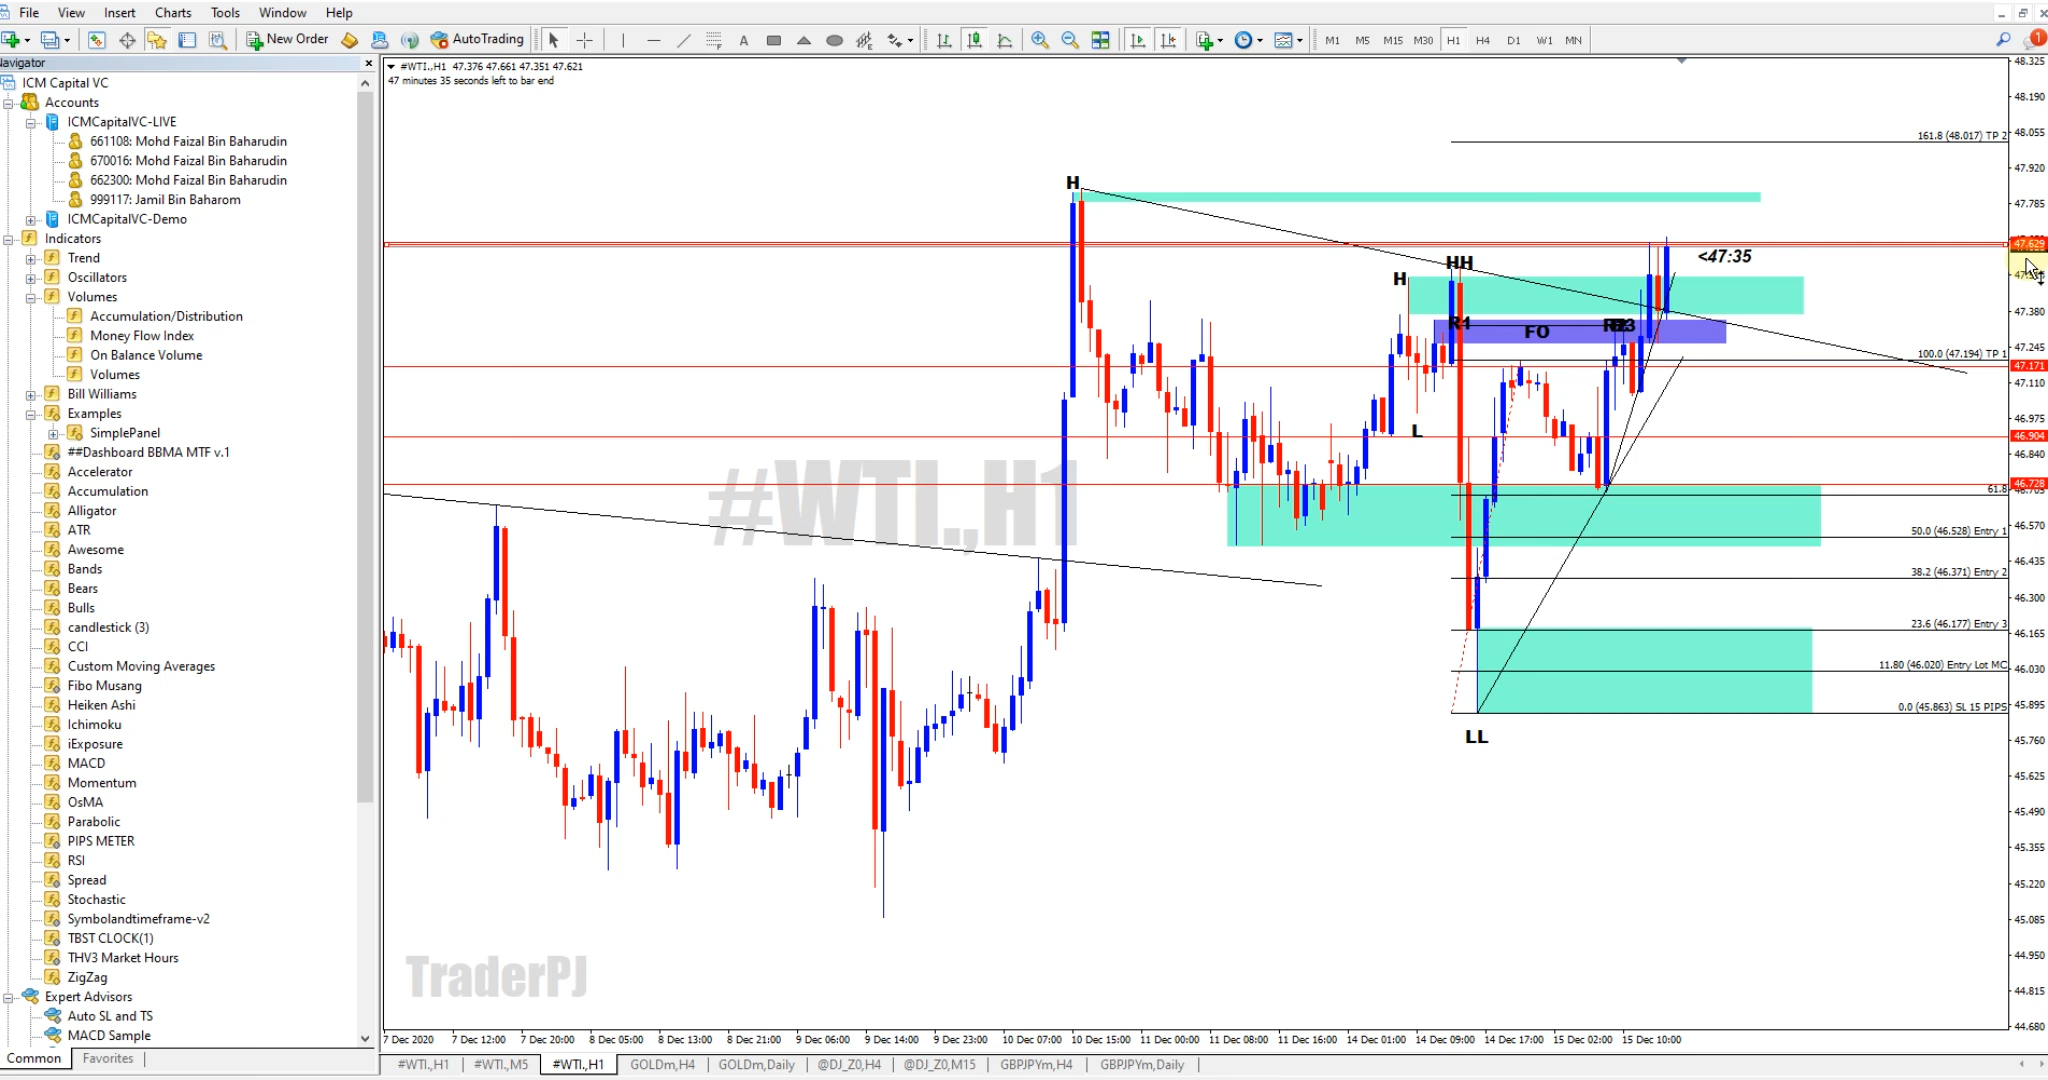 File View Insert Charts Tools Window Help
New Order AutoTrading M1 M5 M15 M30 H1 H4 D1 W1 MN 1
Navigator
ICM Capital VC
Accounts
ICMCapitalVC-LIVE
661108: Mohd Faizal Bin Baharudin
670016: Mohd Faizal Bin Baharudin
662300: Mohd Faizal Bin Baharudin
999117: Jamil Bin Baharom
ICMCapitalVC-Demo
Indicators
Trend
Oscillators
Volumes
Accumulation/Distribution
Money Flow Index
On Balance Volume
Volumes
Bill Williams
Examples
SimplePanel
##Dashboard BBMA MTF v.1
Accelerator
Accumulation
Alligator
ATR
Awesome
Bands
Bears
Bulls
candlestick (3)
CCI
Custom Moving Averages
Fibo Musang
Heiken Ashi
Ichimoku
iExposure
MACD
Momentum
OsMA
Parabolic
PIPS METER
RSI
Spread
Stochastic
Symbolandtimeframe-v2
TBST CLOCK(1)
THV3 Market Hours
ZigZag
Expert Advisors
Auto SL and TS
MACD Sample
Common Favorites
#WTI.,H1 47.376 47.661 47.351 47.621
47 minutes 35 seconds left to bar end
161.8 (48.017) TP 2
H
<47:35
HH
H
R1
FO
100.0 (47.194) TP 1
L
#WTI.,H1
61.8
50.0 (46.528) Entry 1
38.2 (46.371) Entry 2
23.6 (46.177) Entry 3
11.80 (46.020) Entry Lot MC
0.0 (45.863) SL 15 PIPS
LL
TraderPJ
48.325
48.190
48.055
47.920
47.785
47.629
47.380
47.245
47.171
47.110
46.975
46.904
46.840
46.728
46.570
46.435
46.300
46.165
46.030
45.895
45.760
45.625
45.490
45.355
45.220
45.085
44.950
44.815
44.680
7 Dec 2020 7 Dec 12:00 7 Dec 20:00 8 Dec 05:00 8 Dec 13:00 8 Dec 21:00 9 Dec 06:00 9 Dec 14:00 9 Dec 23:00 10 Dec 07:00 10 Dec 15:00 11 Dec 00:00 11 Dec 08:00 11 Dec 16:00 14 Dec 01:00 14 Dec 09:00 14 Dec 17:00 15 Dec 02:00 15 Dec 10:00
#WTI.,H1 #WTI.,M5 #WTI.,H1 GOLDm,H4 GOLDm,Daily @DJ_Z0,H4 @DJ_Z0,M15 GBPJPYm,H4 GBPJPYm,Daily